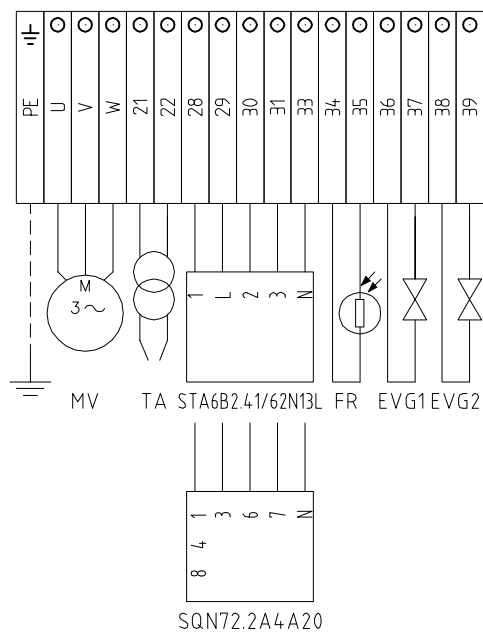 PE U V W 21 22 28 29 30 31 33 34 35 36 37 38 39
M
3~
1 L 2 3 N
MV TA STA6B2.41/62N13L FR EVG1 EVG2
1 3 6 7 N
4
8
SQN72.2A4A20